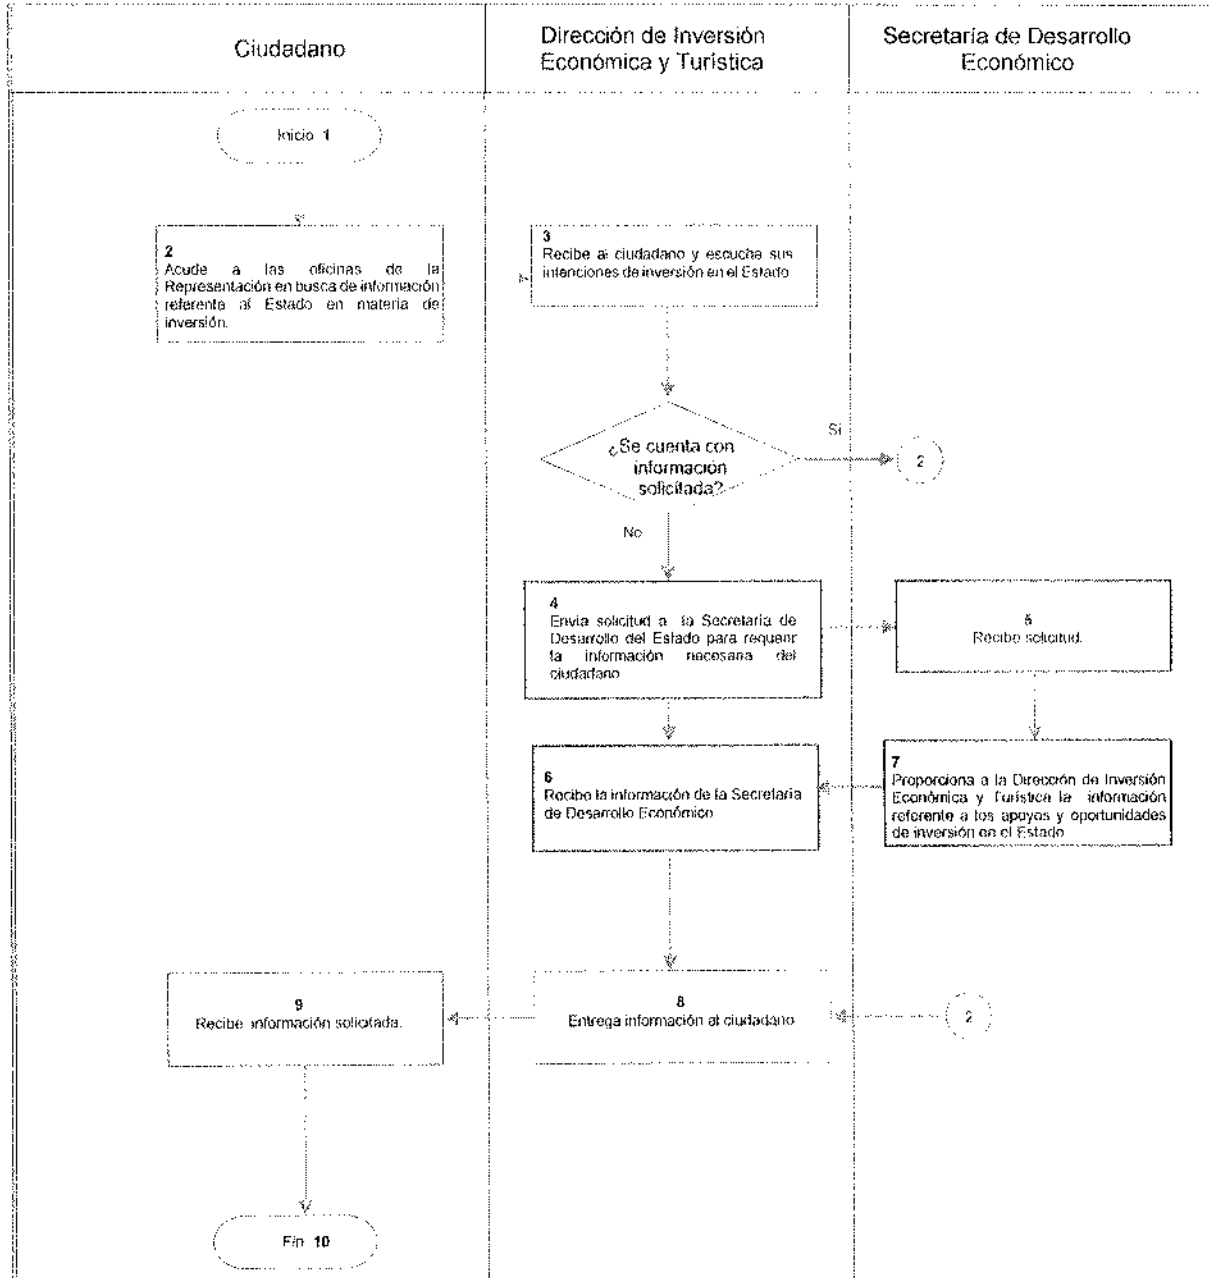 Ciudadano
Dirección de Inversión
Económica y Turística
Secretaría de Desarrollo
Económico
Inicio 1
2
Acude a las oficinas de la
Representación en busca de información
referente al Estado en materia de
inversión.
3
Recibe al ciudadano y escucha sus
intenciones de inversión en el Estado
¿Se cuenta con
información
solicitada?
Si
2
No
4
Envia solicitud a la Secretaria de
Desarrollo del Estado para requerir
la información necesaria del
ciudadano
5
Recibe solicitud.
6
Recibe la información de la Secretaria
de Desarrollo Económico
7
Proporciona a la Dirección de Inversión
Económica y Turística la información
referente a los apoyos y oportunidades
de inversión en el Estado
9
Recibe información solicitada.
8
Entrega información al ciudadano
2
Fin 10